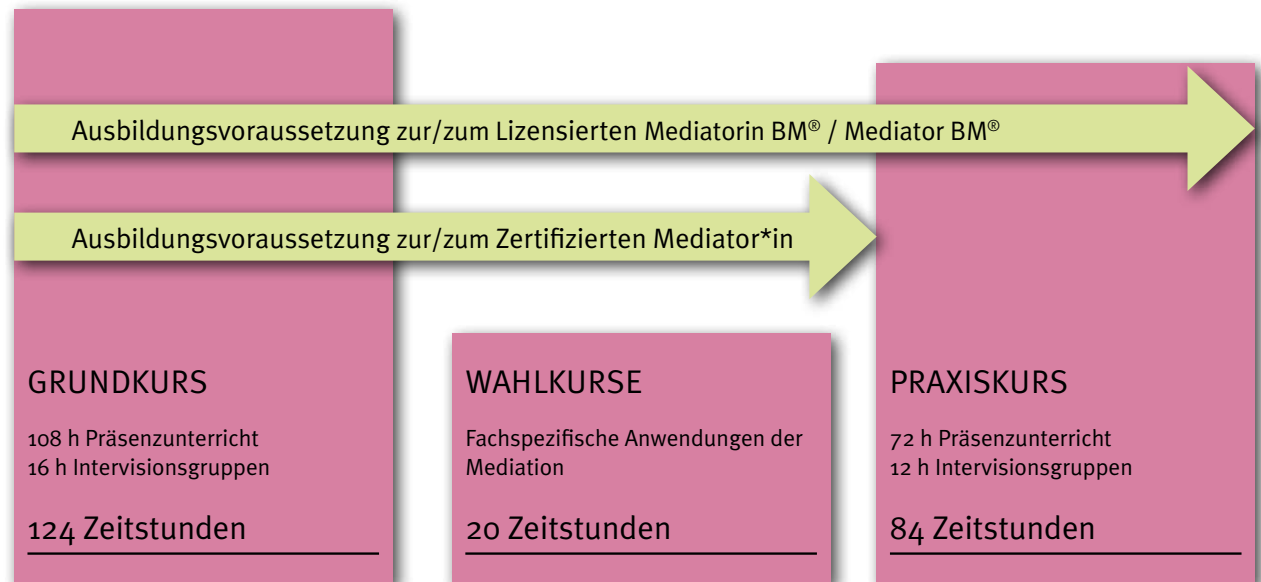 Ausbildungsvoraussetzung zur/zum Lizensierten Mediatorin BM® / Mediator BM®
Ausbildungsvoraussetzung zur/zum Zertifizierten Mediator*in
GRUNDKURS
108 h Präsenzunterricht
16 h Intervisionsgruppen
124 Zeitstunden
WAHLKURSE
Fachspezifische Anwendungen der
Mediation
20 Zeitstunden
PRAXISKURS
72 h Präsenzunterricht
12 h Intervisionsgruppen
84 Zeitstunden